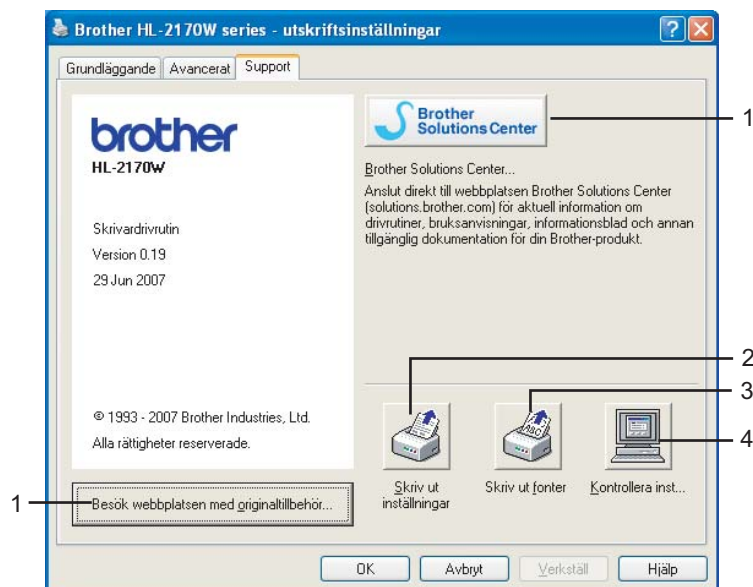 Brother HL-2170W series - utskriftsinställningar
Grundläggande Avancerat Support
brother
HL-2170W
Skrivardrivrutin
Version 0.19
29 Jun 2007
© 1993 - 2007 Brother Industries, Ltd.
Alla rättigheter reserverade.
1
Besök webbplatsen med originaltillbehör...
Brother
Solutions Center
1
Brother Solutions Center...
Anslut direkt till webbplatsen Brother Solutions Center
(solutions.brother.com) för aktuell information om
drivrutiner, bruksanvisningar, informationsblad och annan
tillgänglig dokumentation för din Brother-produkt.
2
3
4
ABC
Skriv ut
inställningar
Skriv ut fonter
Kontrollera inst...
OK Avbryt Verkställ Hjälp